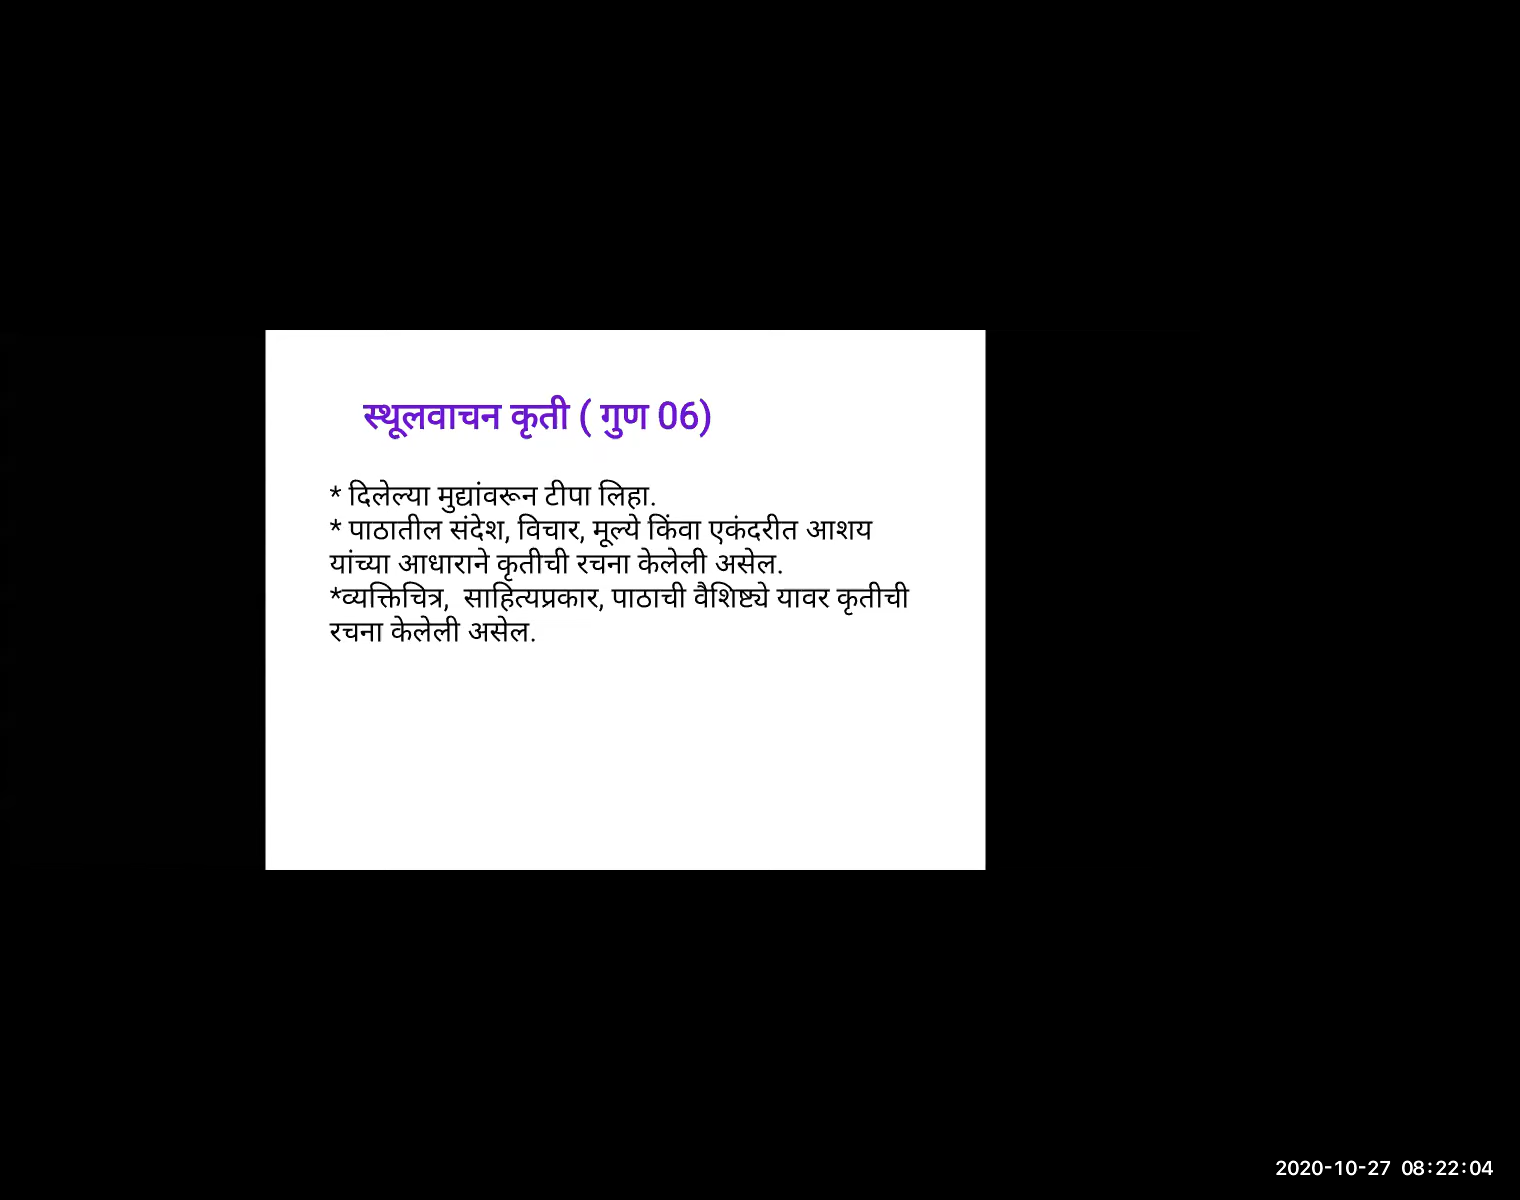 स्थूलवाचन कृती ( गुण 06)
* दिलेल्या मुद्यांवरून टीपा लिहा.
* पाठातील संदेश, विचार, मूल्ये किंवा एकंदरीत आशय
यांच्या आधाराने कृतीची रचना केलेली असेल.
*व्यक्तिचित्र,  साहित्यप्रकार, पाठाची वैशिष्ट्ये यावर कृतीची
रचना केलेली असेल.
2020-10-27 08:22:04